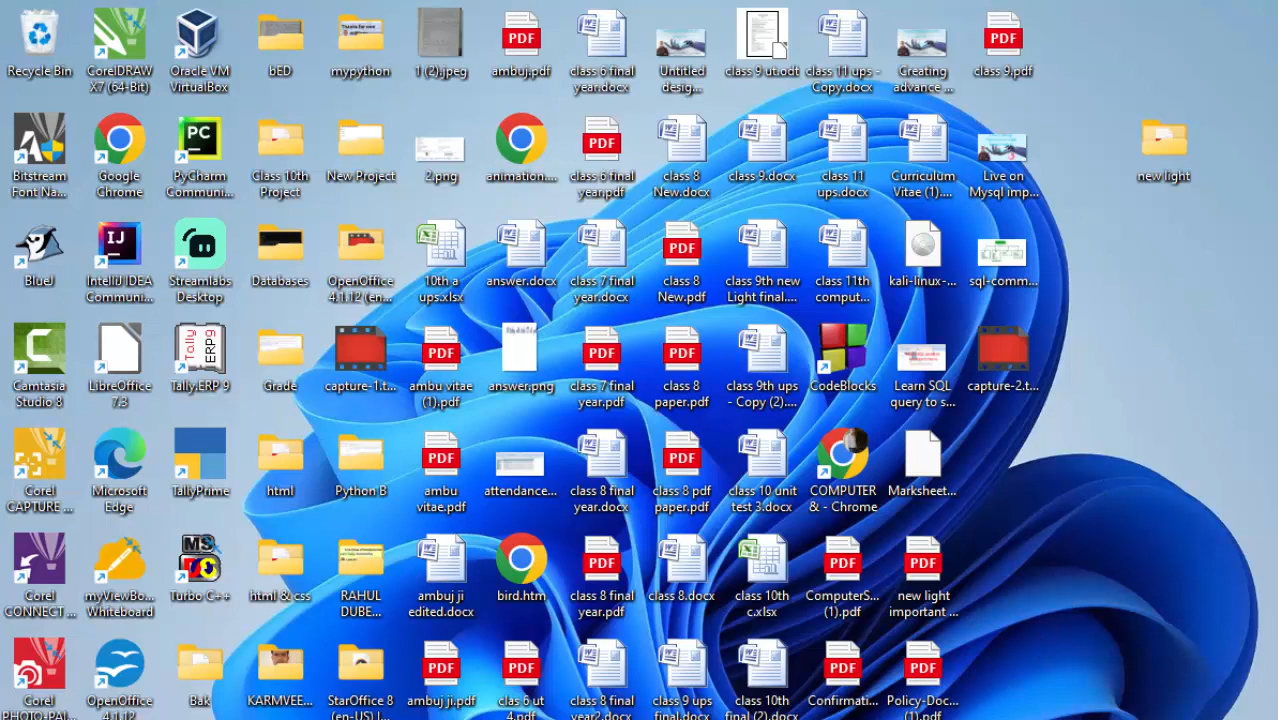 Recycle Bin
CorelDRAW
X7 (64-Bit)
Oracle VM
VirtualBox
bED
mypython
1 (2).jpeg
ambuj.pdf
class 6 final
year.docx
Untitled
desig...
class 9 ut.odt
class 11 ups -
Copy.docx
Creating
advance ...
class 9.pdf
Bitstream
Font Na...
Google
Chrome
PyCharm
Communi...
Class 10th
Project
New Project
2.png
animation....
class 6 final
year.pdf
class 8
New.docx
class 9.docx
class 11
ups.docx
Curriculum
Vitae (1)....
Live on
Mysql imp...
new light
BlueJ
IntelliJ IDEA
Communi...
Streamlabs
Desktop
Databases
OpenOffice
4.1.12 (en...
10th a
ups.xlsx
answer.docx
class 7 final
year.docx
class 8
New.pdf
class 9th new
Light final....
class 11th
comput...
kali-linux-...
sql-comm...
Camtasia
Studio 8
LibreOffice
7.3
Tally.ERP 9
Grade
capture-1.t...
ambu vitae
(1).pdf
answer.png
class 7 final
year.pdf
class 8
paper.pdf
class 9th ups
- Copy (2)....
CodeBlocks
Learn SQL
query to s...
capture-2.t...
Corel
CAPTURE ...
Microsoft
Edge
TallyPrime
html
Python B
ambu
vitae.pdf
attendance...
class 8 final
year.docx
class 8 pdf
paper.pdf
class 10 unit
test 3.docx
COMPUTER
& - Chrome
Marksheet...
Corel
CONNECT ...
myViewBo...
Whiteboard
Turbo C++
html & css
RAHUL
DUBE...
ambuj ji
edited.docx
bird.htm
class 8 final
year.pdf
class 8.docx
class 10th
c.xlsx
ComputerS...
(1).pdf
new light
important ...
Corel
PHOTO-PAI...
OpenOffice
4.1.12
Bak
KARMVEE...
StarOffice 8
(en-US) I...
ambuj ji.pdf
clas 6 ut
4.pdf
class 8 final
year2.docx
class 9 ups
final.docx
class 10th
final (2).docx
Confirmati...
Policy-Doc...
(1).pdf